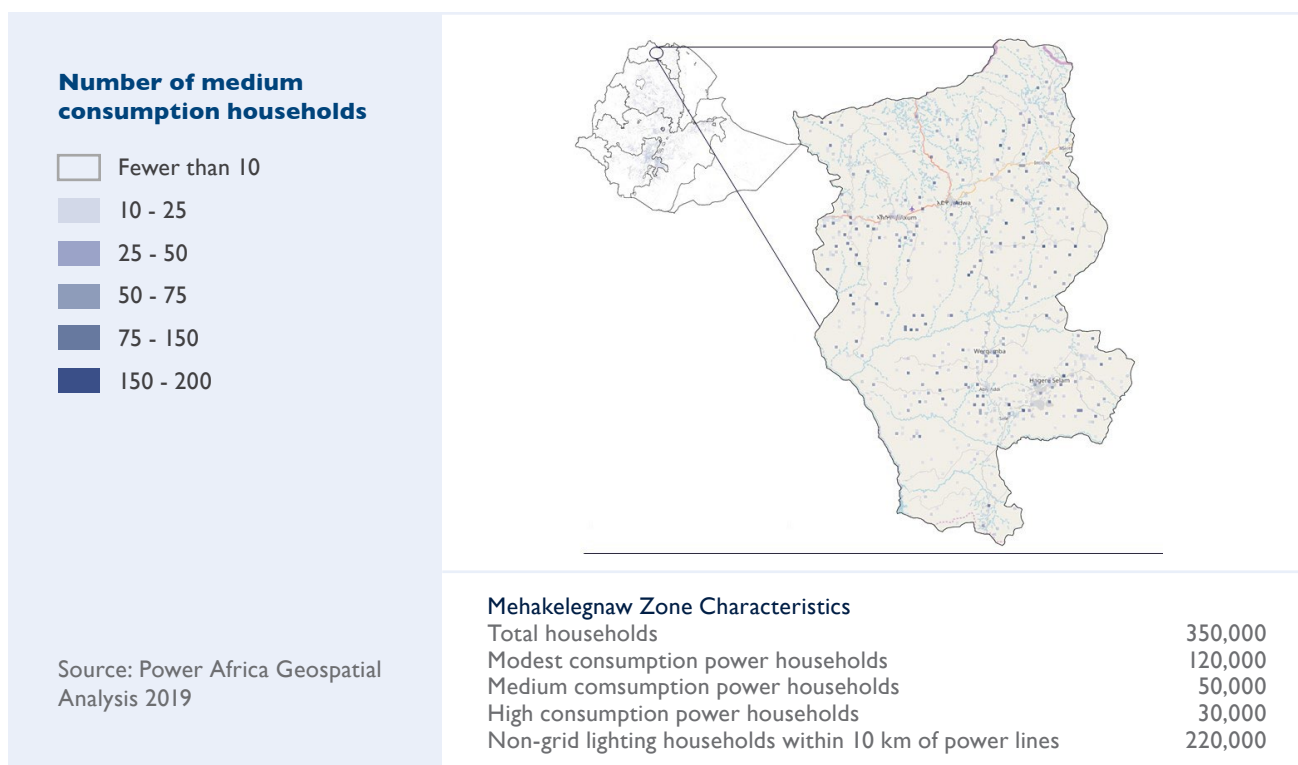 Number of medium
consumption households
Fewer than 10
10 - 25
25 - 50
50 - 75
75 - 150
150 - 200
Source: Power Africa Geospatial
Analysis 2019
Hagere Selam
Mehakelegnaw Zone Characteristics
Total households 350,000
Modest consumption power households 120,000
Medium comsumption power households 50,000
High consumption power households 30,000
Non-grid lighting households within 10 km of power lines 220,000